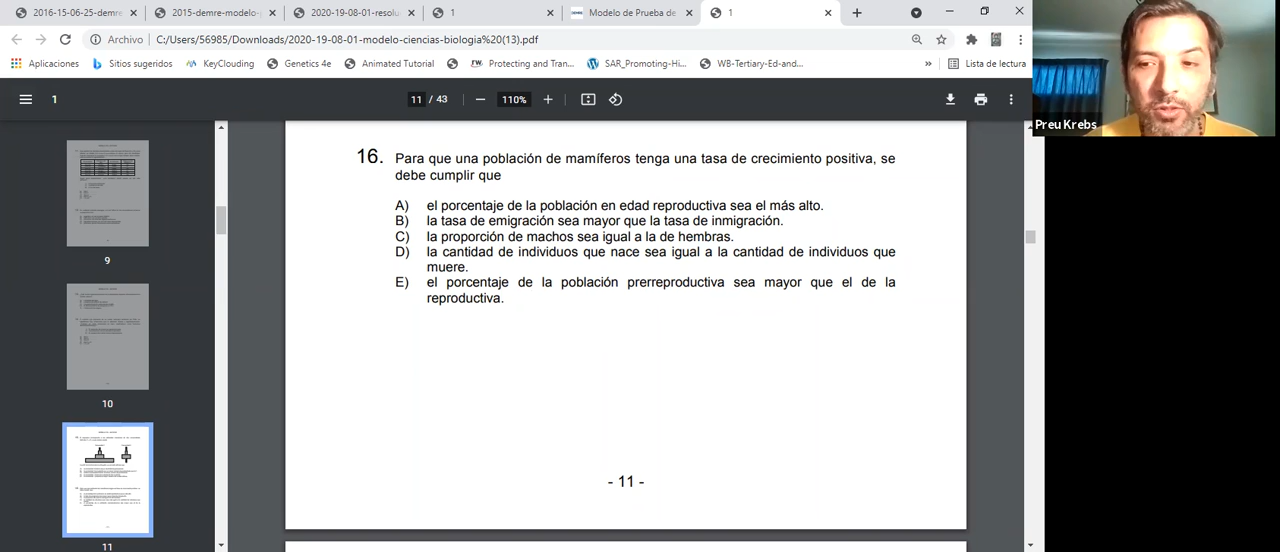 2016-15-06-25-demre
2015-demre-modelo-
2020-19-08-01-resolu
1
Modelo de Prueba de
1
Archivo
C:/Users/56985/Downloads/2020-19-08-01-modelo-ciencias-biologia%20(13).pdf
Aplicaciones
Sitios sugeridos
KeyClouding
Genetics 4e
Animated Tutorial
Protecting and Tran...
SAR_Promoting-Hi...
WB-Tertiary-Ed-and...
»
Lista de lectura
1
11 / 43
110%
Preu Krebs
9
10
11
16. Para que una población de mamíferos tenga una tasa de crecimiento positiva, se
debe cumplir que
A) el porcentaje de la población en edad reproductiva sea el más alto.
B) la tasa de emigración sea mayor que la tasa de inmigración.
C) la proporción de machos sea igual a la de hembras.
D) la cantidad de individuos que nace sea igual a la cantidad de individuos que
muere.
E) el porcentaje de la población prerreproductiva sea mayor que el de la
reproductiva.
- 11 -